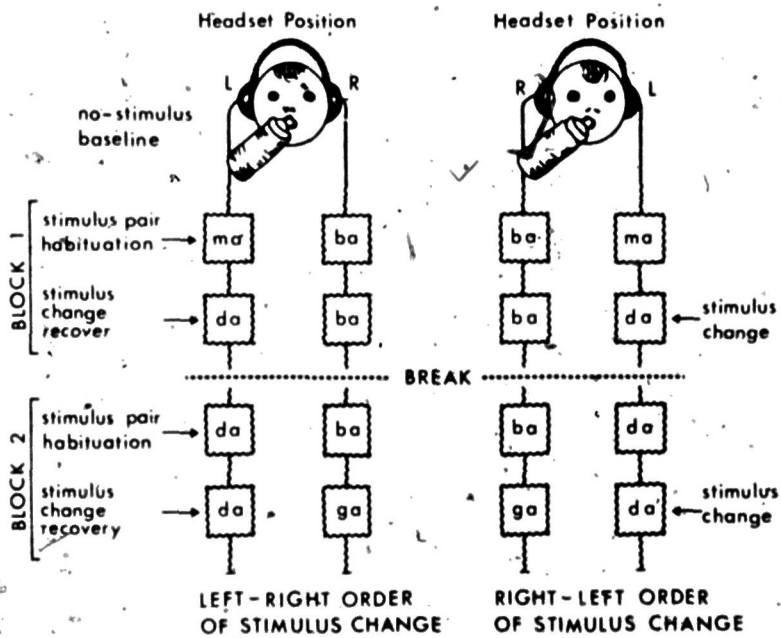 Headset Position
Headset Position
L
R
R
L
no-stimulus
baseline
BLOCK 1
stimulus pair
habituation
ma
ba
ba
ma
stimulus
change
recover
da
ba
ba
da
stimulus
change
BREAK
BLOCK 2
stimulus pair
habituation
da
ba
ba
da
stimulus
change
recovery
da
ga
ga
da
stimulus
change
LEFT-RIGHT ORDER
OF STIMULUS CHANGE
RIGHT-LEFT ORDER
OF STIMULUS CHANGE